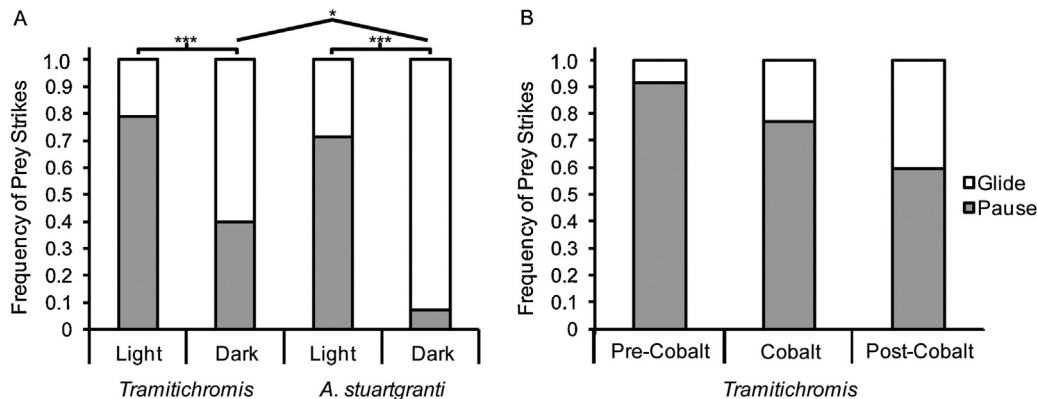 A
*
***
***
Frequency of Prey Strikes
1.0
0.9
0.8
0.7
0.6
0.5
0.4
0.3
0.2
0.1
0
Light
Dark
Light
Dark
Tramitichromis
A. stuartgranti
B
Frequency of Prey Strikes
1.0
0.9
0.8
0.7
0.6
0.5
0.4
0.3
0.2
0.1
0
Glide
Pause
Pre-Cobalt
Cobalt
Post-Cobalt
Tramitichromis